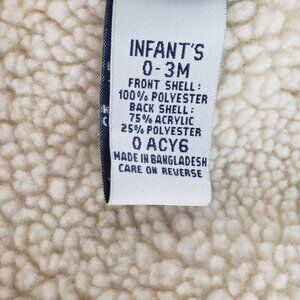 INFANT'S
0-3M
FRONT SHELL:
100% POLYESTER
BACK SHELL:
75% ACRYLIC
25% POLYESTER
0 ACY6
MADE IN BANGLADESH
CARE ON REVERSE